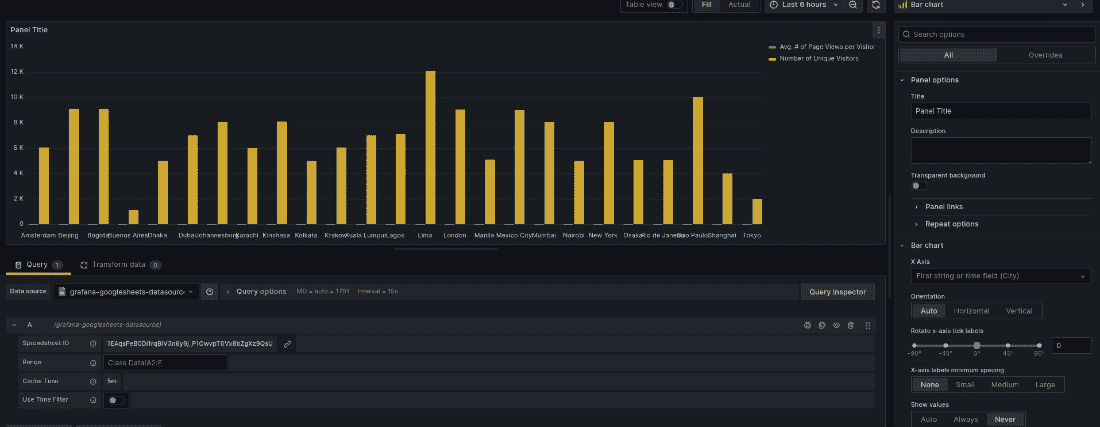 Table view
Fill
Actual
Last 6 hours
Bar chart
Panel Title
14 K
12 K
10 K
8 K
6 K
4 K
2 K
0
Avg. # of Page Views per Visitor
Number of Unique Visitors
Amsterdam Beijing Bogota Buenos Aires Dhaka Dubai Johannesburg Karachi Kinshasa Kolkata Krakow Kuala Lumpur Lagos Lima London Manila Mexico City Mumbai Nairobi New York Osaka Rio de Janeiro Sao Paulo Shanghai Tokyo
Query 1
Transform data 0
Data source
grafana-googlesheets-datasource
Query options
MD = auto = 1701
Interval = 15s
Query inspector
A
(grafana-googlesheets-datasource)
Spreadsheet ID
Range
Class Data!A2:E
Cache Time
5m
Use Time Filter
Search options
All
Overrides
Panel options
Title
Panel Title
Description
Transparent background
Panel links
Repeat options
Bar chart
X Axis
First string or time field (City)
Orientation
Auto
Horizontal
Vertical
Rotate x-axis tick labels
-90° -45° 0° 45° 90°
0
X-axis labels minimum spacing
None
Small
Medium
Large
Show values
Auto
Always
Never